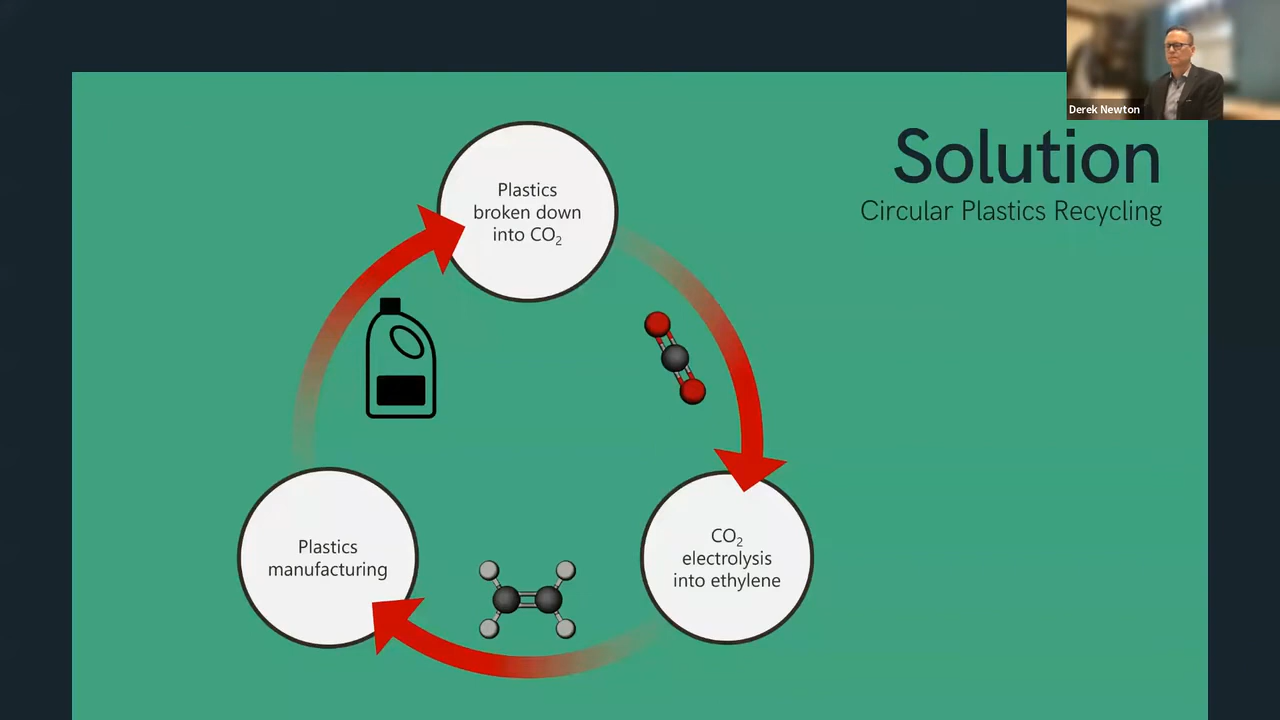 Derek Newton
Solution
Circular Plastics Recycling
Plastics
broken down
into CO₂
CO₂
electrolysis
into ethylene
Plastics
manufacturing